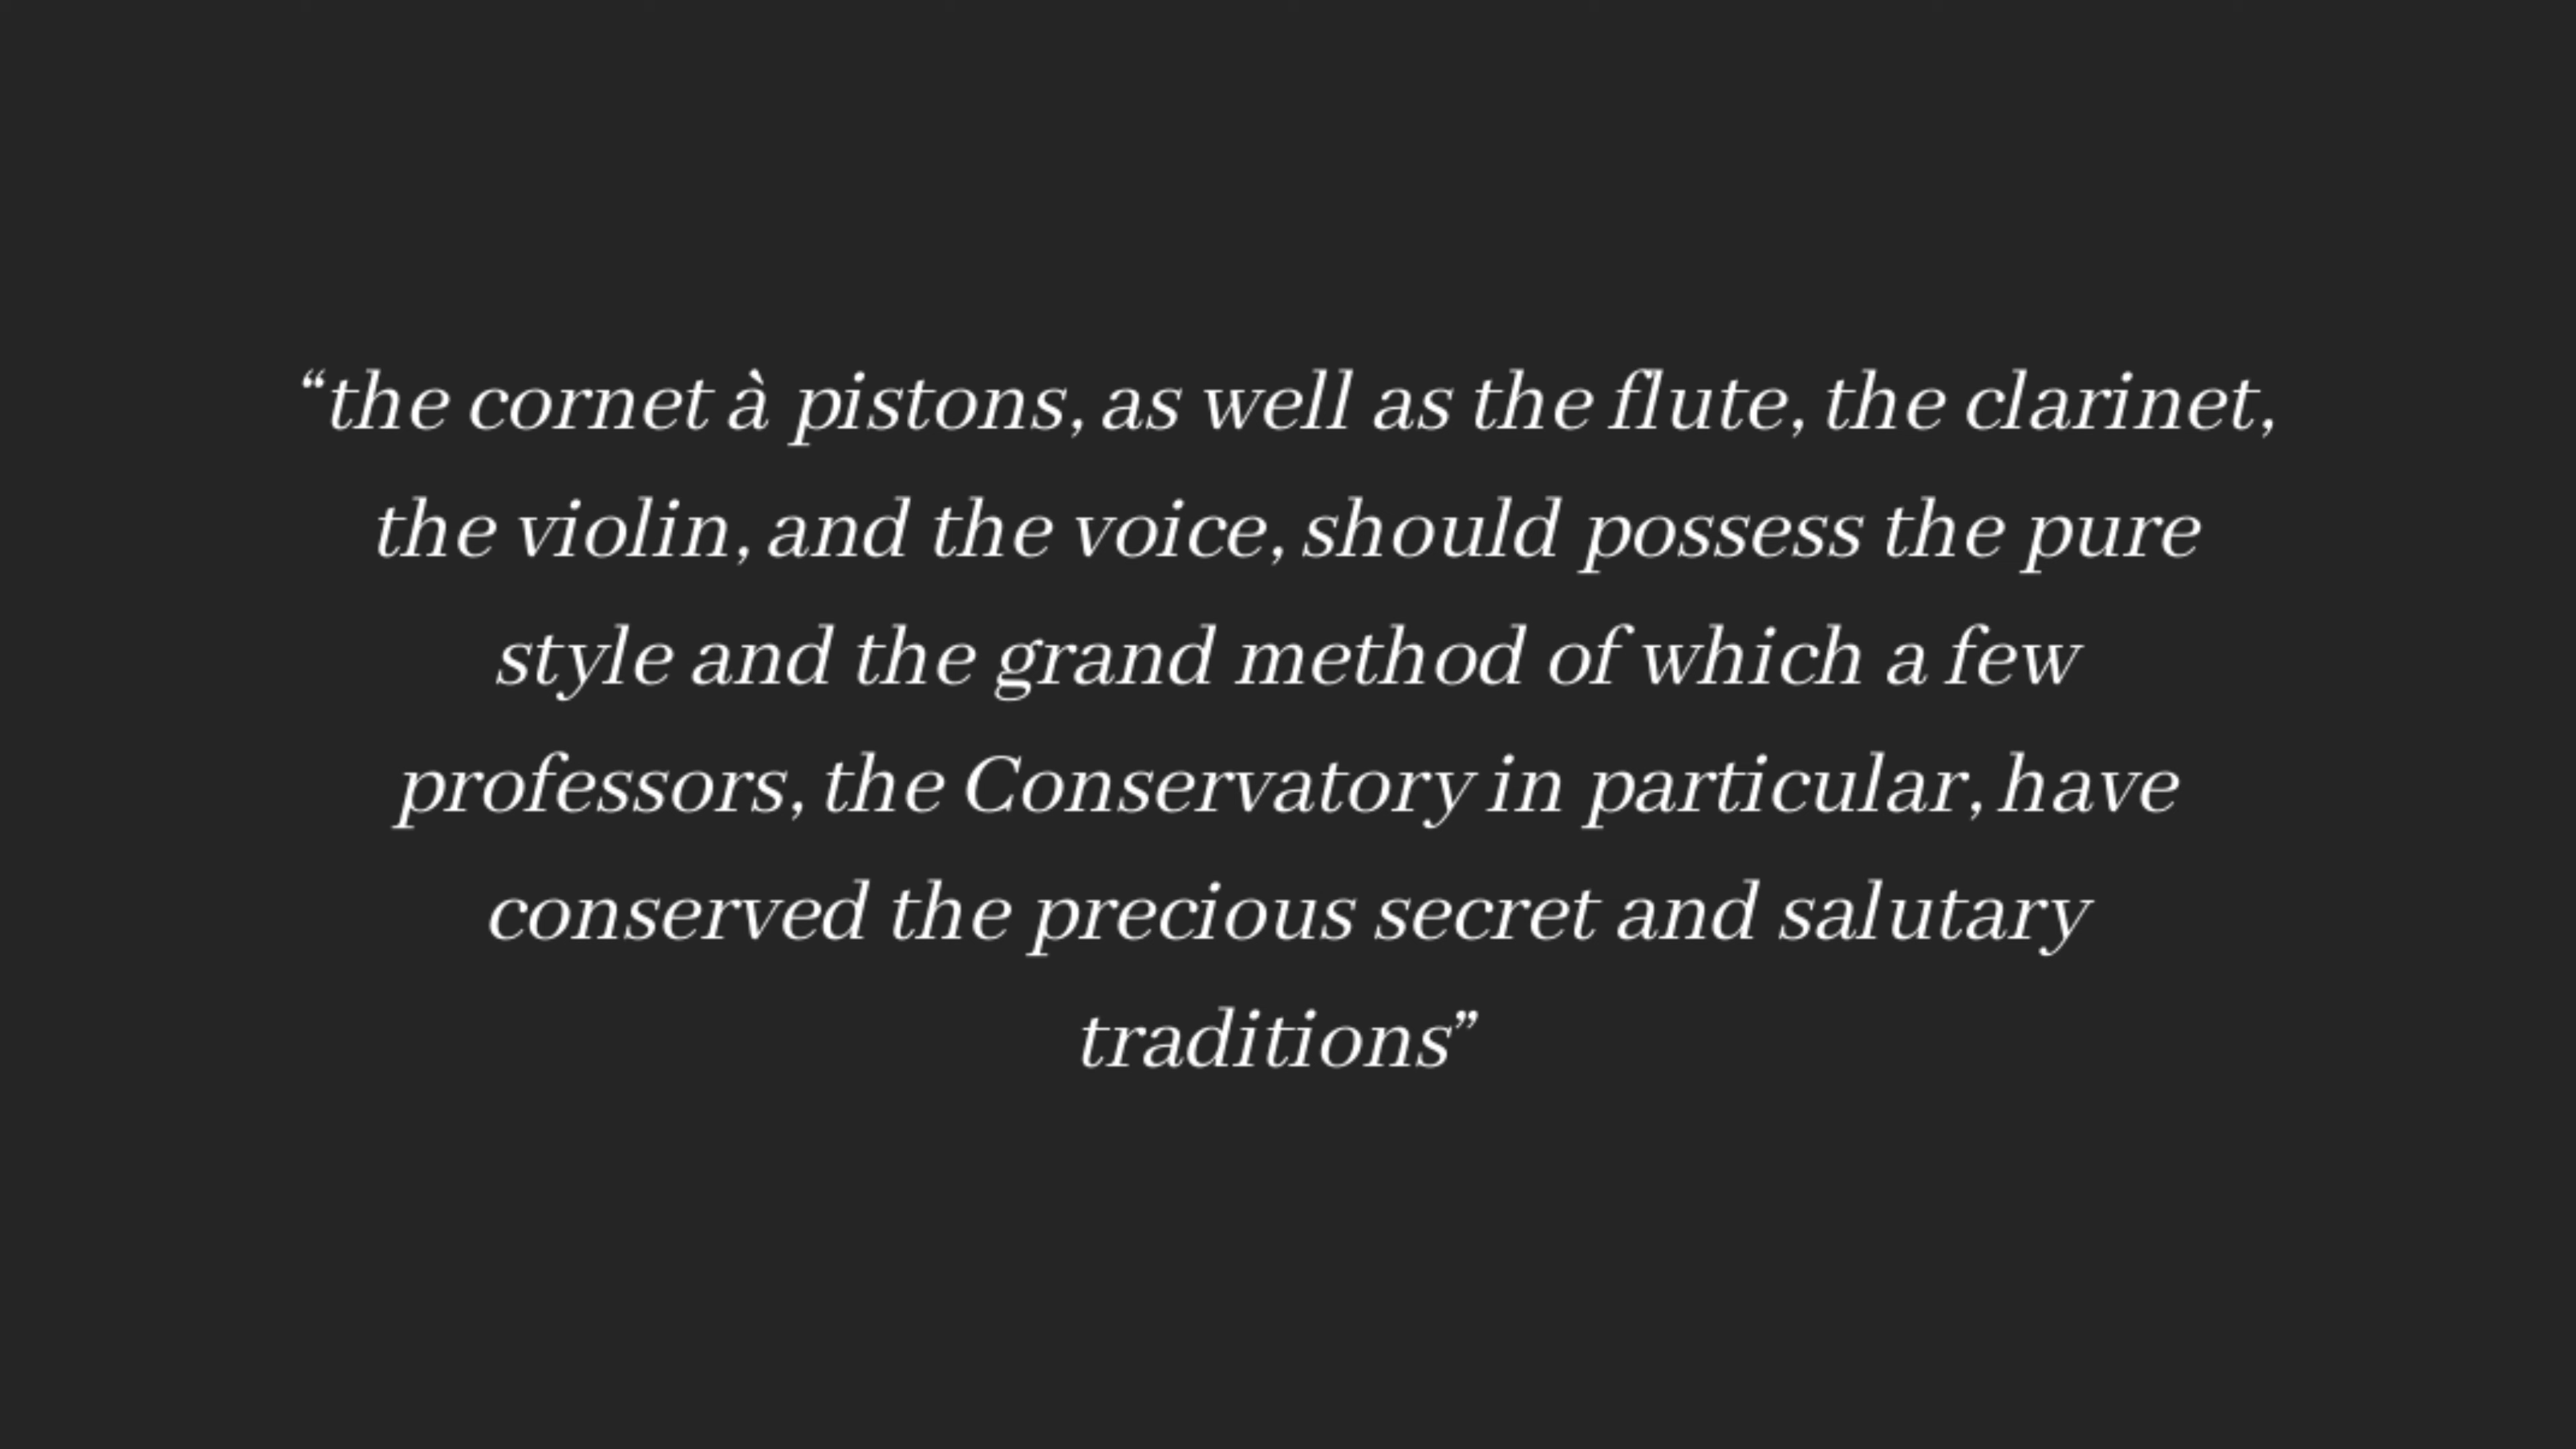 “the cornet à pistons, as well as the flute, the clarinet,
the violin, and the voice, should possess the pure
style and the grand method of which a few
professors, the Conservatory in particular, have
conserved the precious secret and salutary
traditions”